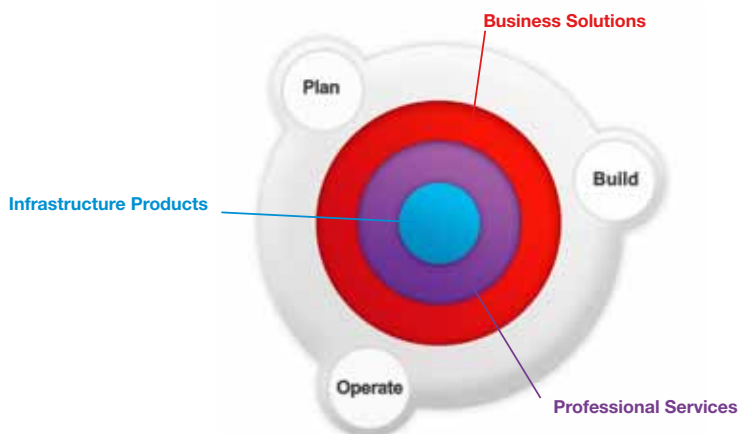 Business Solutions
Plan
Build
Infrastructure Products
Operate
Professional Services